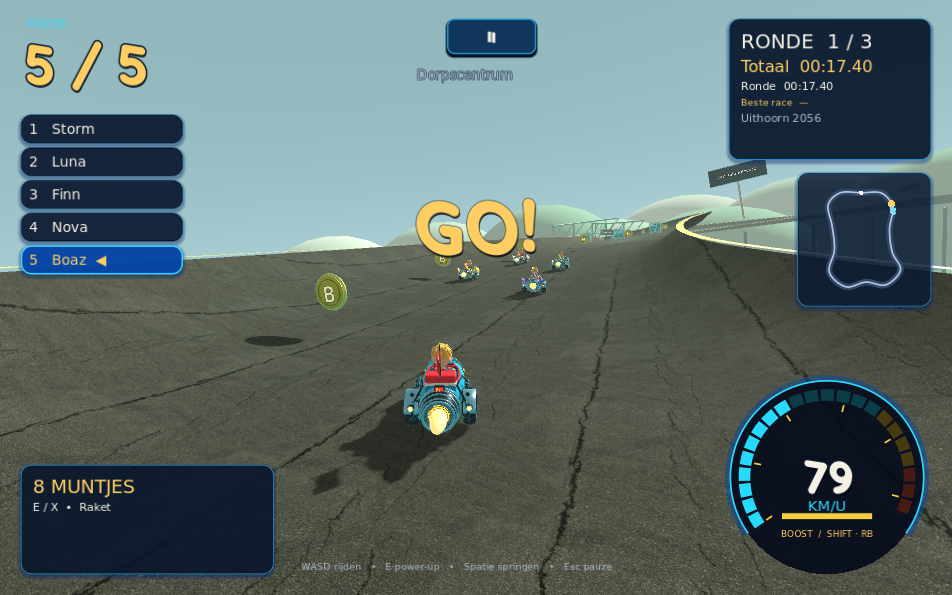 5 / 5
1 Storm
2 Luna
3 Finn
4 Nova
5 Boaz ◀
Dorpscentrum
RONDE 1 / 3
Totaal 00:17.40
Ronde 00:17.40
Beste race —
Uithoorn 2056
GO!
B
B
8 MUNTJES
E / X • Raket
79
KM/U
BOOST / SHIFT · RB
WASD rijden • E power-up • Spatie springen • Esc pauze